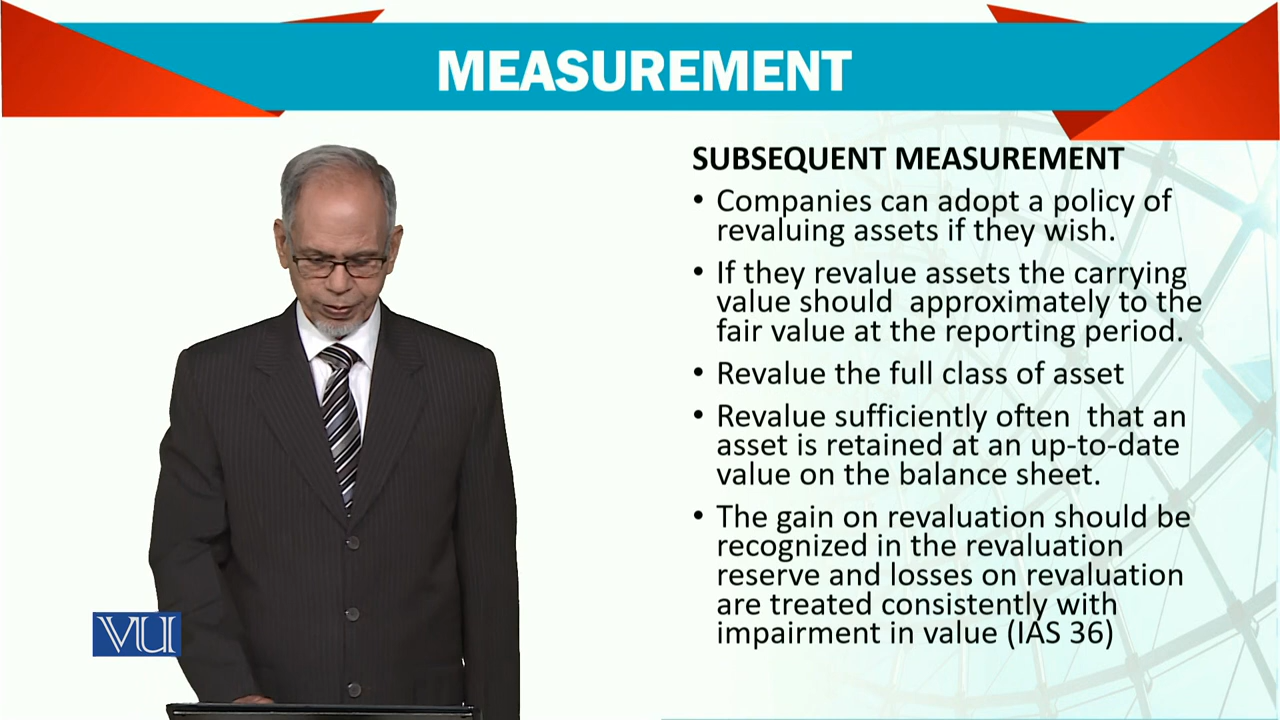 MEASUREMENT
SUBSEQUENT MEASUREMENT
• Companies can adopt a policy of
revaluing assets if they wish.
• If they revalue assets the carrying
value should  approximately to the
fair value at the reporting period.
• Revalue the full class of asset
• Revalue sufficiently often  that an
asset is retained at an up-to-date
value on the balance sheet.
• The gain on revaluation should be
recognized in the revaluation
reserve and losses on revaluation
are treated consistently with
impairment in value (IAS 36)
VU